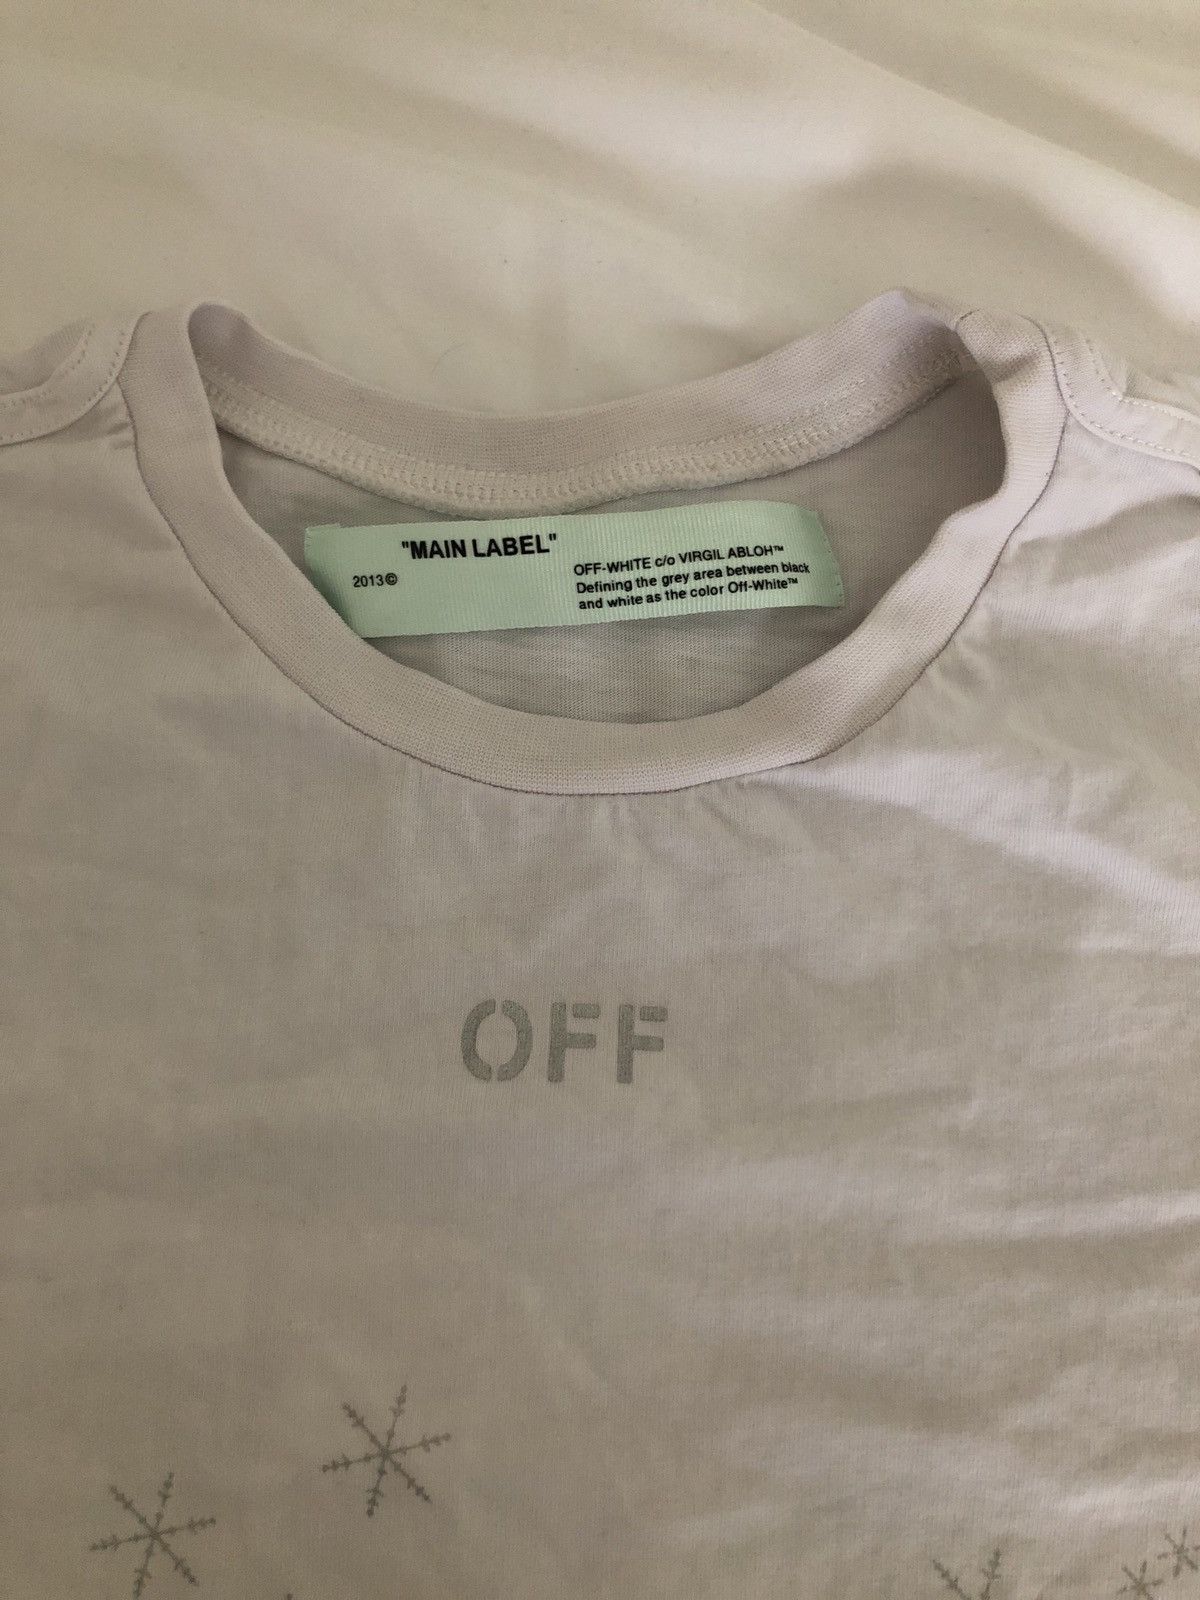 "MAIN LABEL"
2013©
OFF-WHITE c/o VIRGIL ABLOH™
Defining the grey area between black
and white as the color Off-White™
OFF